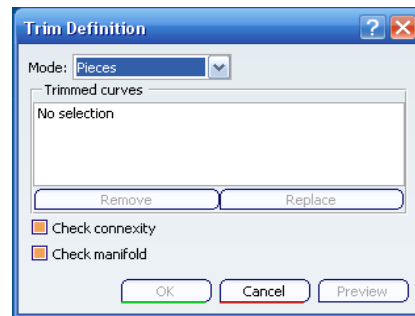 Trim Definition
Mode: Pieces
Trimmed curves
No selection
Remove Replace
Check connexity
Check manifold
OK Cancel Preview